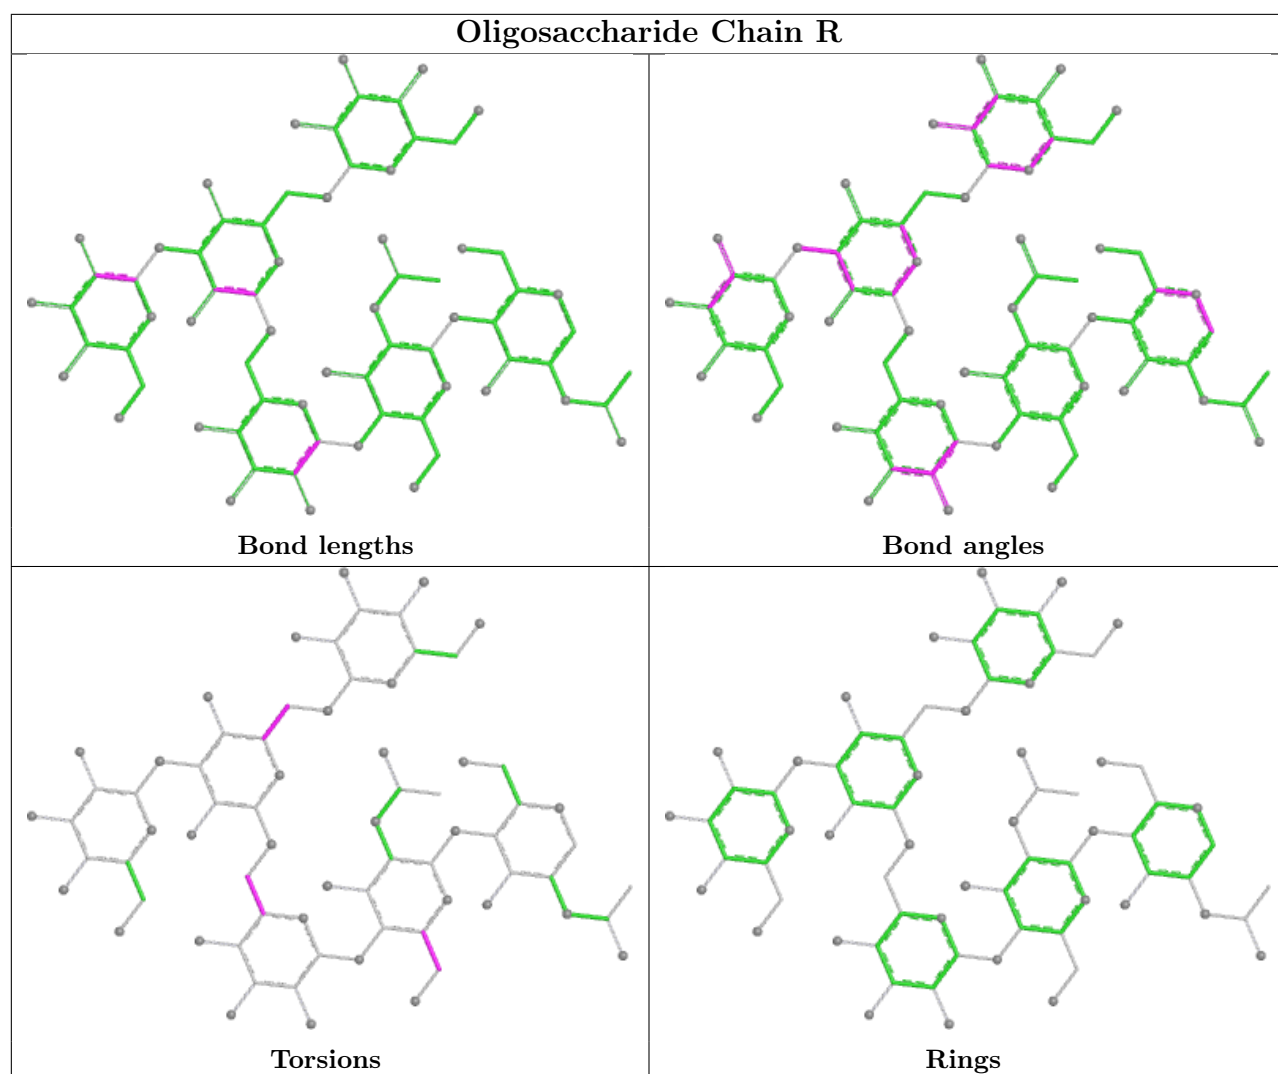 Oligosaccharide Chain R
Bond lengths
Bond angles
Torsions
Rings